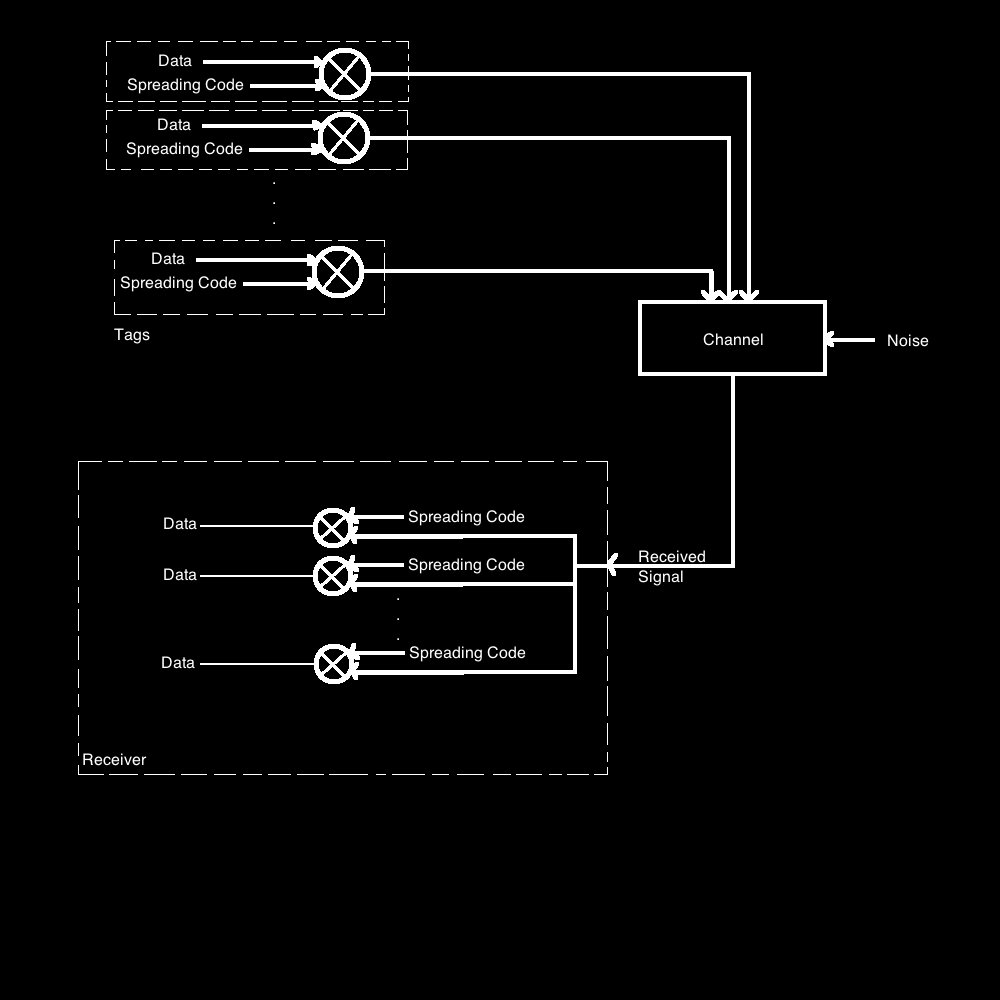 Data
Spreading Code
Data
Spreading Code
Data
Spreading Code
Tags
Channel
Noise
Data
Spreading Code
Data
Spreading Code
Received
Signal
Data
Spreading Code
Receiver